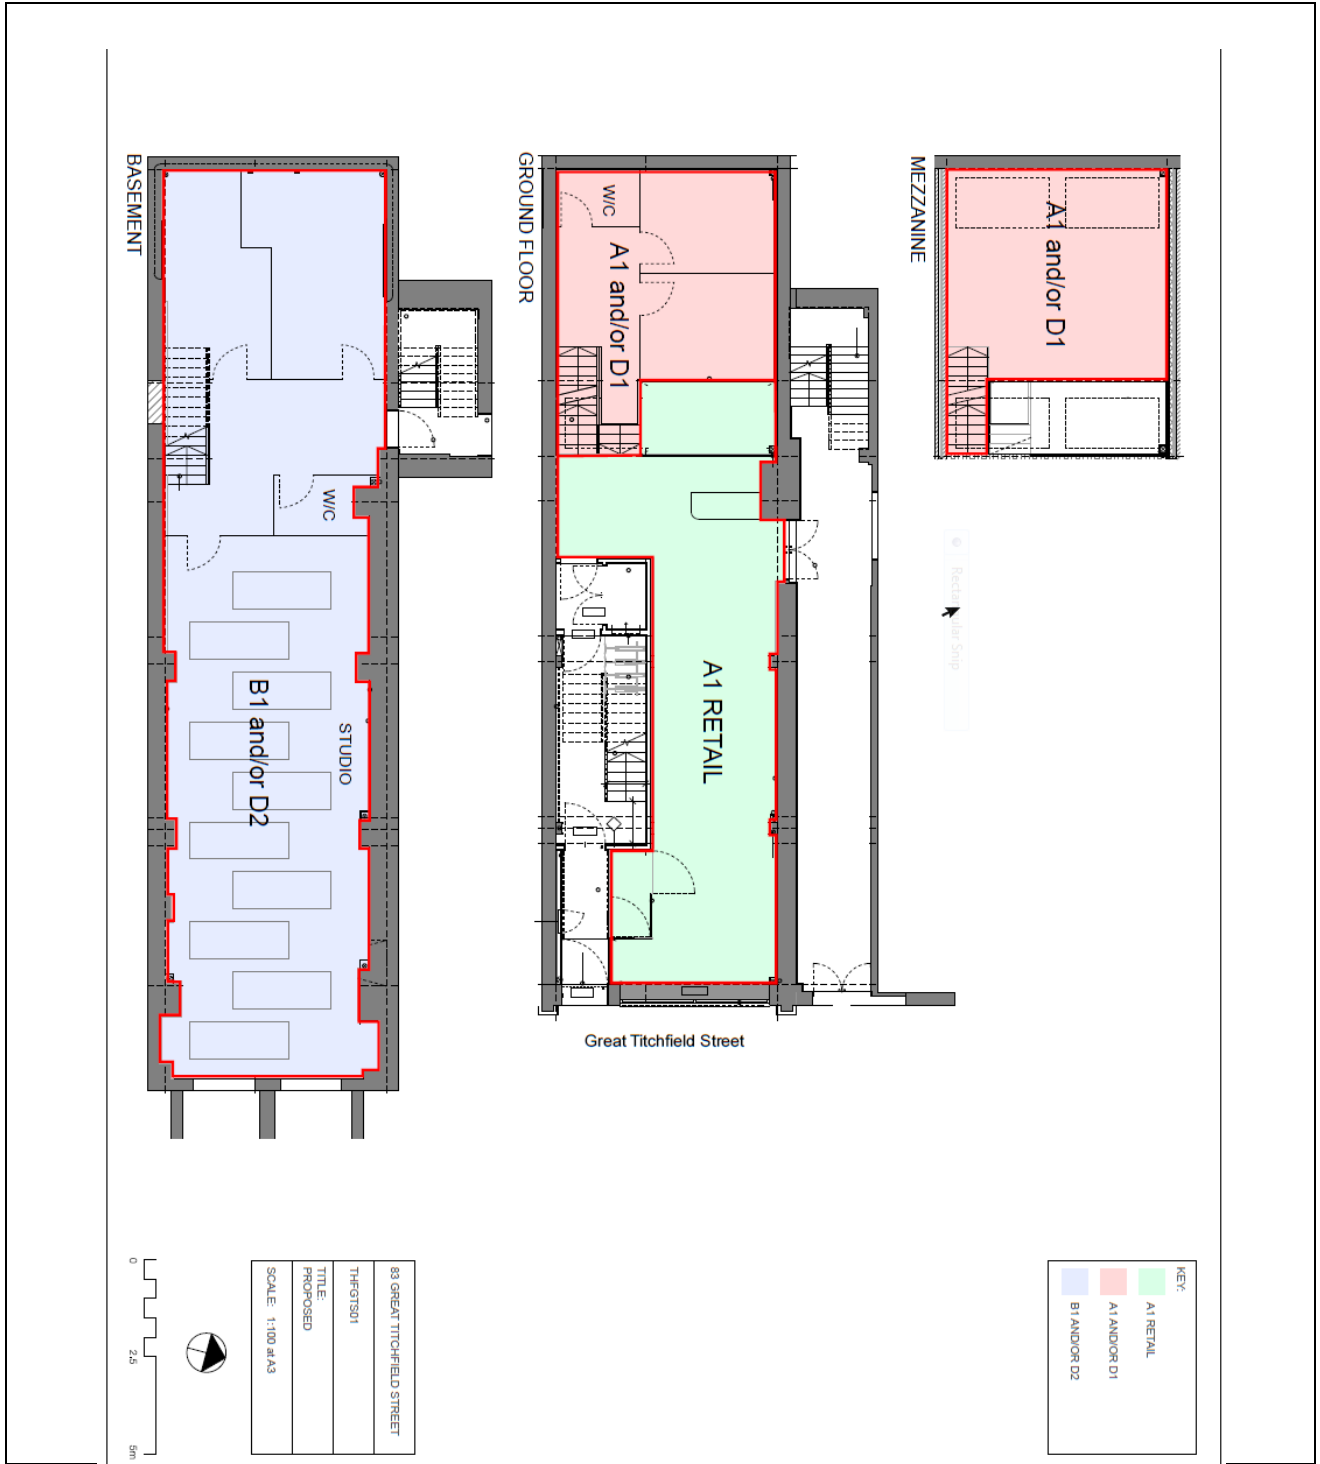 BASEMENT
W/C
STUDIO
B1 and/or D2
GROUND FLOOR
W/C
A1 and/or D1
A1 RETAIL
Great Titchfield Street
MEZZANINE
A1 and/or D1
Rectangular Snip
KEY:
A1 RETAIL
A1 AND/OR D1
B1 AND/OR D2
83 GREAT TITCHFIELD STREET
THFGTS01
TITLE:
PROPOSED
SCALE: 1:100 at A3
0
2.5
5m